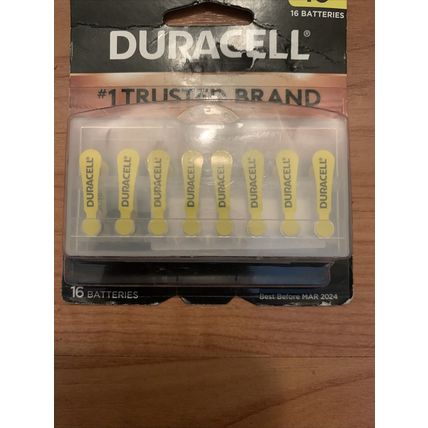 16 BATTERIES
DURACELL®
#1 TRUSTED BRAND
DURACELL
DURACELL
DURACELL
DURACELL
DURACELL
DURACELL
DURACELL
DURACELL
16 BATTERIES
Best Before MAR 2024